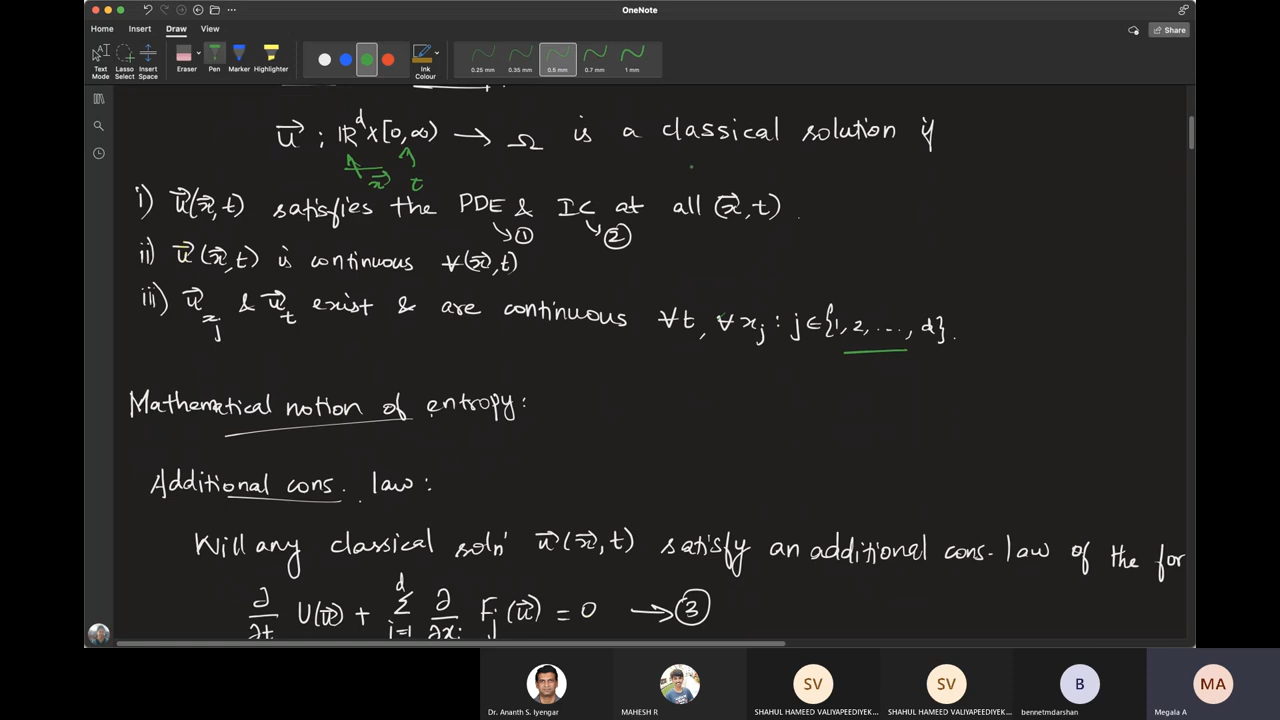 OneNote
Home Insert Draw View
Share
Text Mode
Lasso Select
Insert Space
Eraser
Pen
Marker
Highlighter
Ink Colour
0.25 mm
0.35 mm
0.5 mm
0.7 mm
1 mm
u⃗ : ℝᵈ × [0, ∞) → Ω is a classical solution if
x⃗ t
i) u⃗(x⃗, t) satisfies the PDE & IC at all (x⃗, t).
① ②
ii) u⃗(x⃗, t) is continuous ∀(x⃗, t)
iii) u⃗_{x_j} & u⃗_t exist & are continuous ∀t, ∀x_j : j ∈ {1, 2, ..., d}.
Mathematical notion of entropy:
Additional cons. law:
Will any classical soln' u⃗(x⃗, t) satisfy an additional cons. law of the for
∂/∂t U(u⃗) + Σ_{j=1}^{d} ∂/∂x_j F_j(u⃗) = 0 → ③
Dr. Ananth S. Iyengar
MAHESH R
SV
SHAHUL HAMEED VALIYAPEEDIYEK...
SV
SHAHUL HAMEED VALIYAPEEDIYEK...
B
bennetmdarshan
MA
Megala A